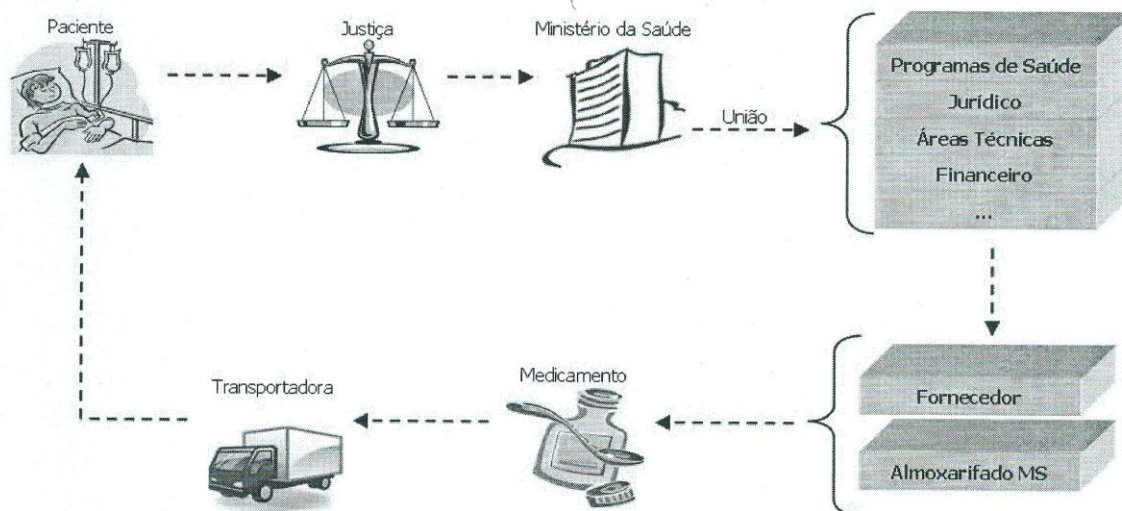 Paciente
Justiça
Ministério da Saúde
União
Programas de Saúde
Jurídico
Áreas Técnicas
Financeiro
...
Fornecedor
Almoxarifado MS
Medicamento
Transportadora